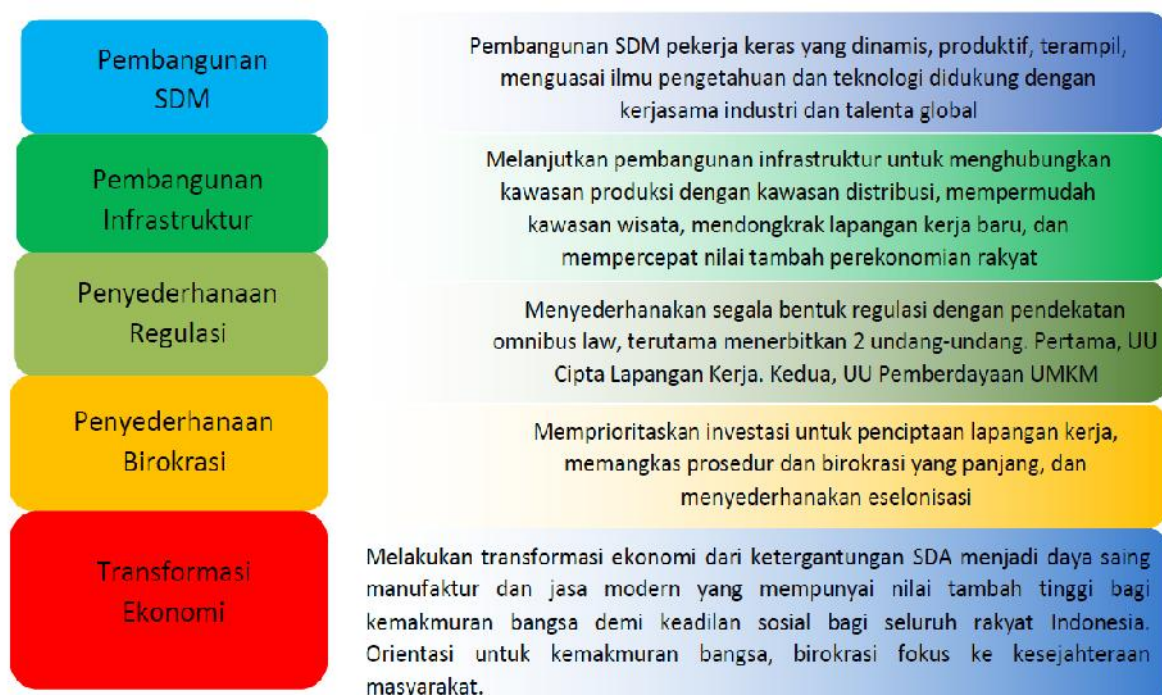 Pembangunan
SDM
Pembangunan SDM pekerja keras yang dinamis, produktif, terampil,
menguasai ilmu pengetahuan dan teknologi didukung dengan
kerjasama industri dan talenta global
Pembangunan
Infrastruktur
Melanjutkan pembangunan infrastruktur untuk menghubungkan
kawasan produksi dengan kawasan distribusi, mempermudah
kawasan wisata, mendongkrak lapangan kerja baru, dan
mempercepat nilai tambah perekonomian rakyat
Penyederhanaan
Regulasi
Menyederhanakan segala bentuk regulasi dengan pendekatan
omnibus law, terutama menerbitkan 2 undang-undang. Pertama, UU
Cipta Lapangan Kerja. Kedua, UU Pemberdayaan UMKM
Penyederhanaan
Birokrasi
Memprioritaskan investasi untuk penciptaan lapangan kerja,
memangkas prosedur dan birokrasi yang panjang, dan
menyederhanakan eselonisasi
Transformasi
Ekonomi
Melakukan transformasi ekonomi dari ketergantungan SDA menjadi daya saing
manufaktur dan jasa modern yang mempunyai nilai tambah tinggi bagi
kemakmuran bangsa demi keadilan sosial bagi seluruh rakyat Indonesia.
Orientasi untuk kemakmuran bangsa, birokrasi fokus ke kesejahteraan
masyarakat.